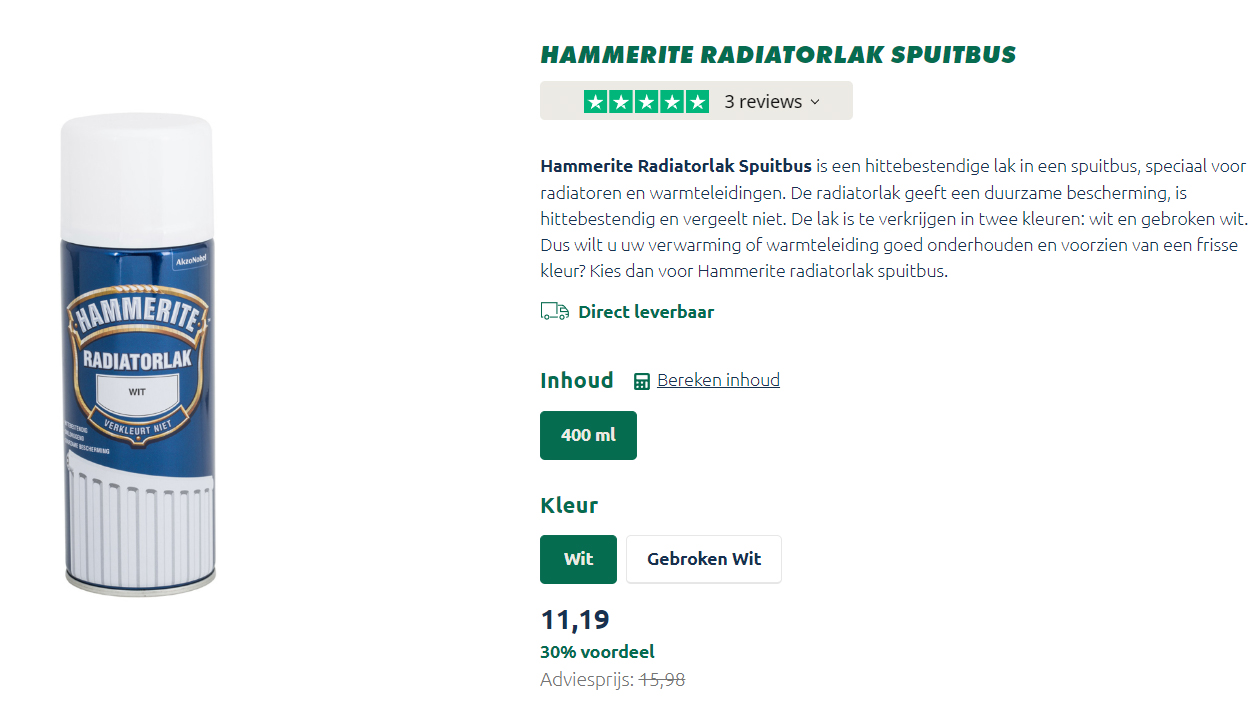 HAMMERITE RADIATORLAK SPUITBUS
3 reviews
Hammerite Radiatorlak Spuitbus is een hittebestendige lak in een spuitbus, speciaal voor
radiatoren en warmteleidingen. De radiatorlak geeft een duurzame bescherming, is
hittebestendig en vergeelt niet. De lak is te verkrijgen in twee kleuren: wit en gebroken wit.
Dus wilt u uw verwarming of warmteleiding goed onderhouden en voorzien van een frisse
kleur? Kies dan voor Hammerite radiatorlak spuitbus.
Direct leverbaar
Inhoud Bereken inhoud
400 ml
Kleur
Wit Gebroken Wit
11,19
30% voordeel
Adviesprijs: 15,98
AkzoNobel
HAMMERITE
RADIATORLAK
WIT
VERKLEURT NIET
BESCHERMING